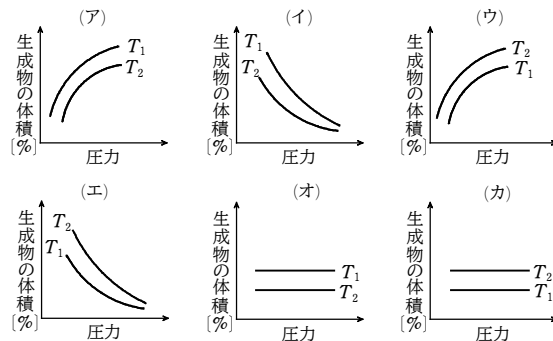 (ア)
生成物の体積[%]
T₁
T₂
圧力
(イ)
生成物の体積[%]
T₁
T₂
圧力
(ウ)
生成物の体積[%]
T₂
T₁
圧力
(エ)
生成物の体積[%]
T₂
T₁
圧力
(オ)
生成物の体積[%]
T₁
T₂
圧力
(カ)
生成物の体積[%]
T₂
T₁
圧力